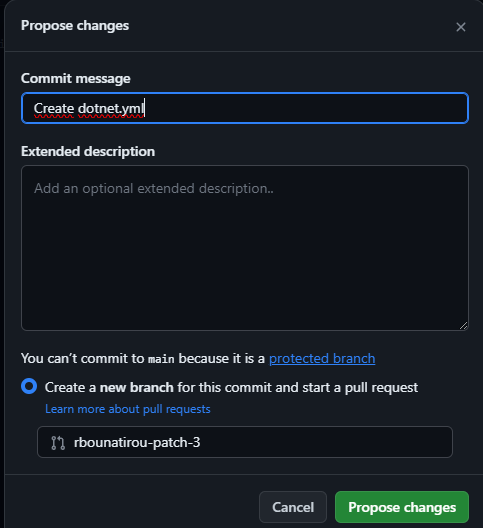 Propose changes
Commit message
Create dotnet.yml
Extended description
Add an optional extended description..
You can't commit to main because it is a protected branch
Create a new branch for this commit and start a pull request
Learn more about pull requests
rbounatirou-patch-3
Cancel
Propose changes